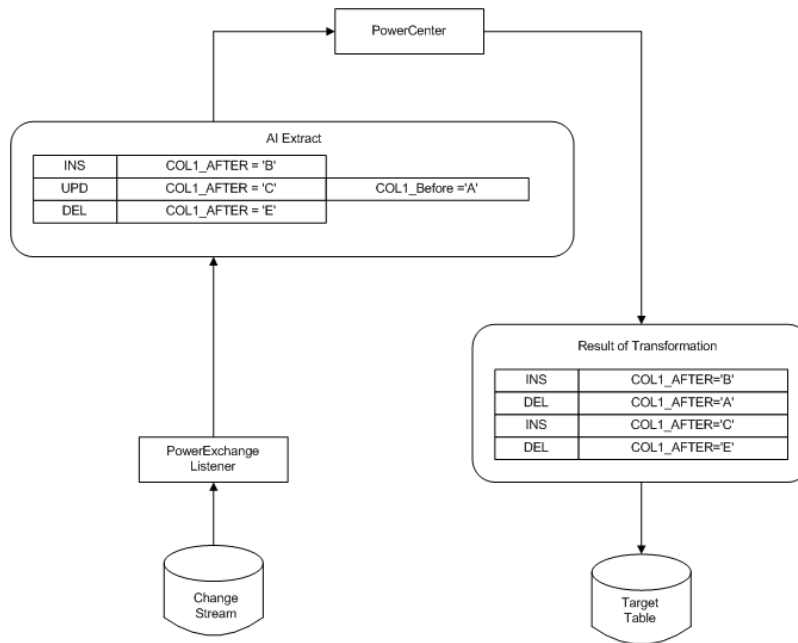 PowerCenter
AI Extract
INS COL1_AFTER = 'B'
UPD COL1_AFTER = 'C' COL1_Before ='A'
DEL COL1_AFTER = 'E'
Result of Transformation
INS COL1_AFTER='B'
DEL COL1_AFTER='A'
INS COL1_AFTER='C'
DEL COL1_AFTER='E'
PowerExchange
Listener
Change
Stream
Target
Table